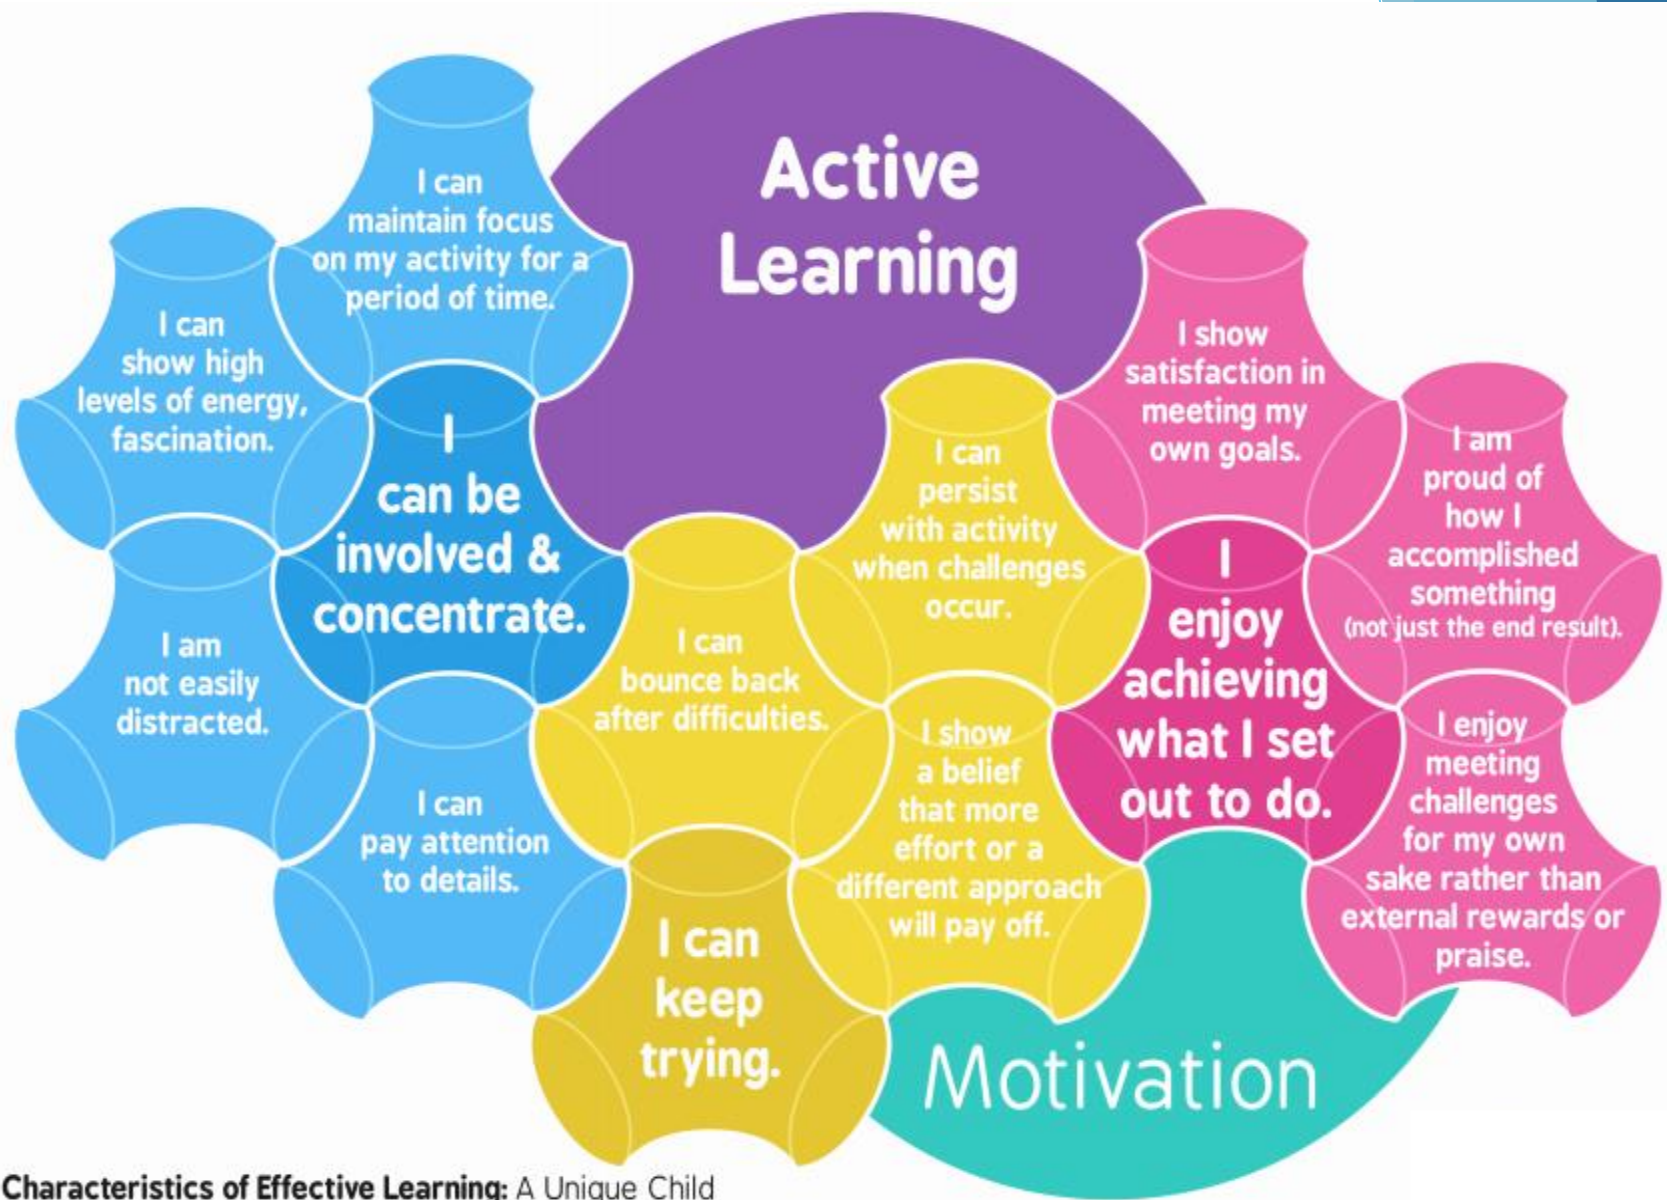 Active
Learning
I can
maintain focus
on my activity for a
period of time.
I can
show high
levels of energy,
fascination.
I
can be
involved &
concentrate.
I am
not easily
distracted.
I can
pay attention
to details.
I can
bounce back
after difficulties.
I can
persist
with activity
when challenges
occur.
I show
a belief
that more
effort or a
different approach
will pay off.
I can
keep
trying.
I show
satisfaction in
meeting my
own goals.
I am
proud of
how I
accomplished
something
(not just the end result).
I
enjoy
achieving
what I set
out to do.
I enjoy
meeting
challenges
for my own
sake rather than
external rewards or
praise.
Motivation
Characteristics of Effective Learning: A Unique Child